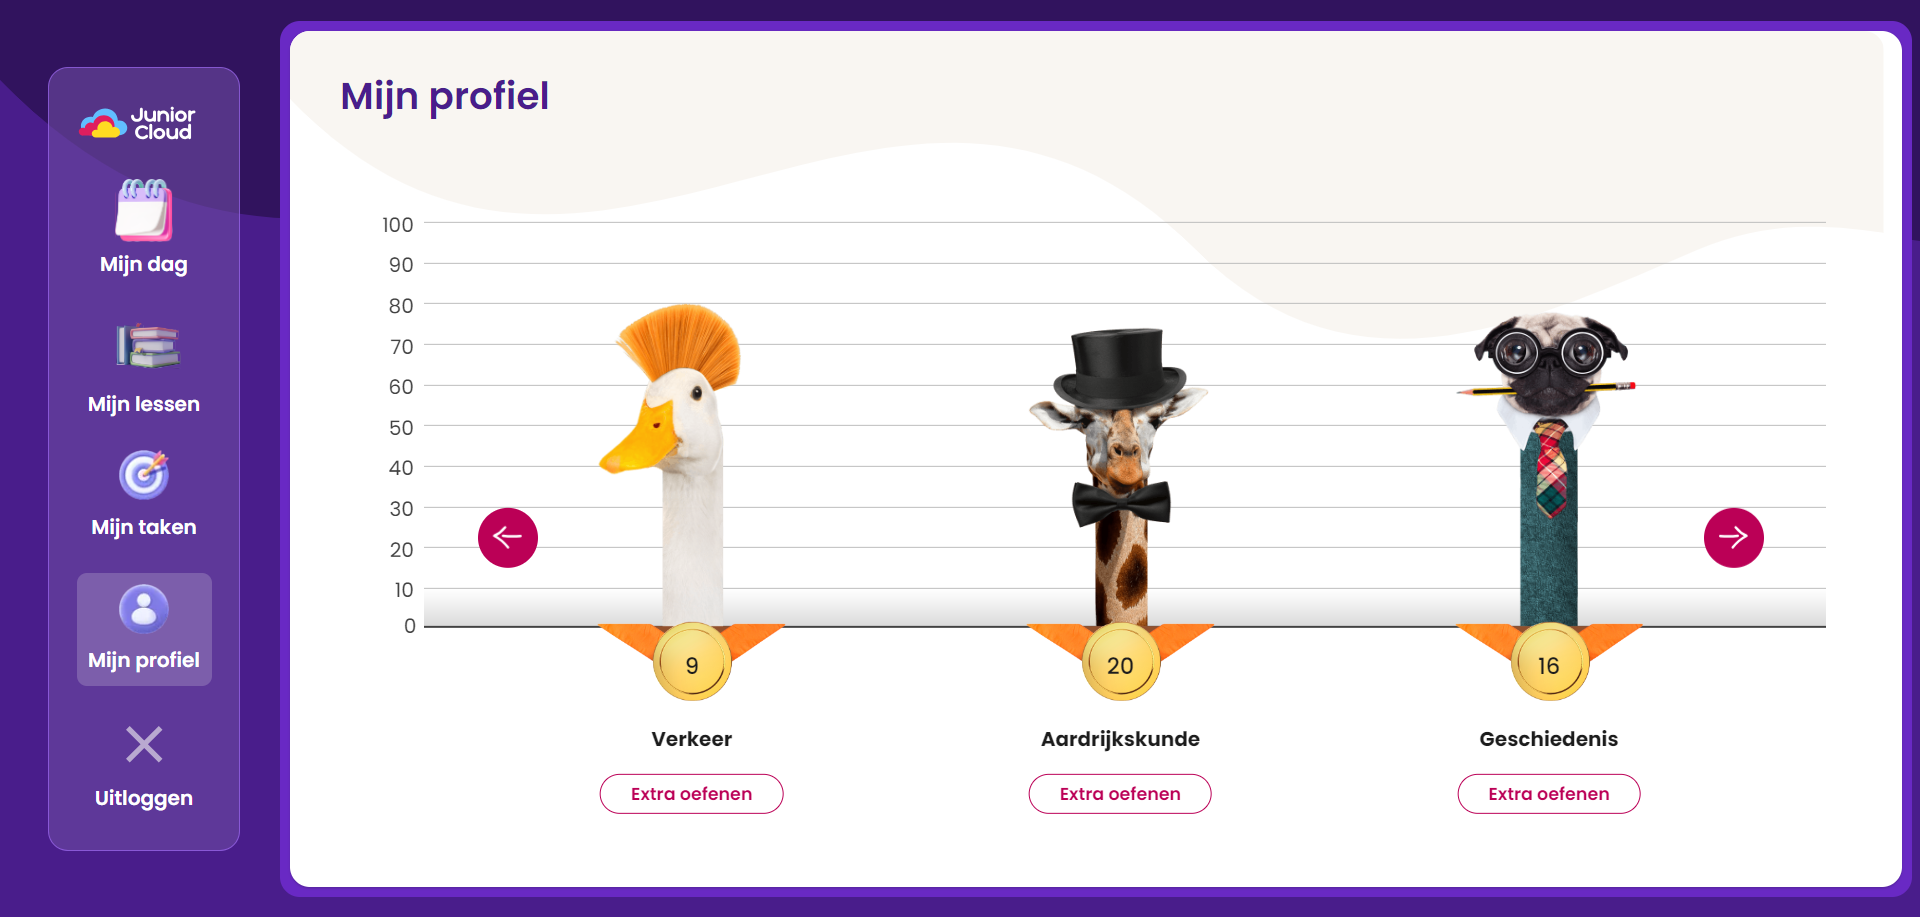 Junior
Cloud
Mijn dag
Mijn lessen
Mijn taken
Mijn profiel
Uitloggen
Mijn profiel
100
90
80
70
60
50
40
30
20
10
0
9
20
16
Verkeer
Aardrijkskunde
Geschiedenis
Extra oefenen
Extra oefenen
Extra oefenen